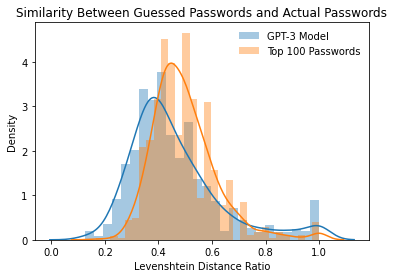 Similarity Between Guessed Passwords and Actual Passwords
GPT-3 Model
Top 100 Passwords
4
3
2
1
0
Density
0.0 0.2 0.4 0.6 0.8 1.0
Levenshtein Distance Ratio